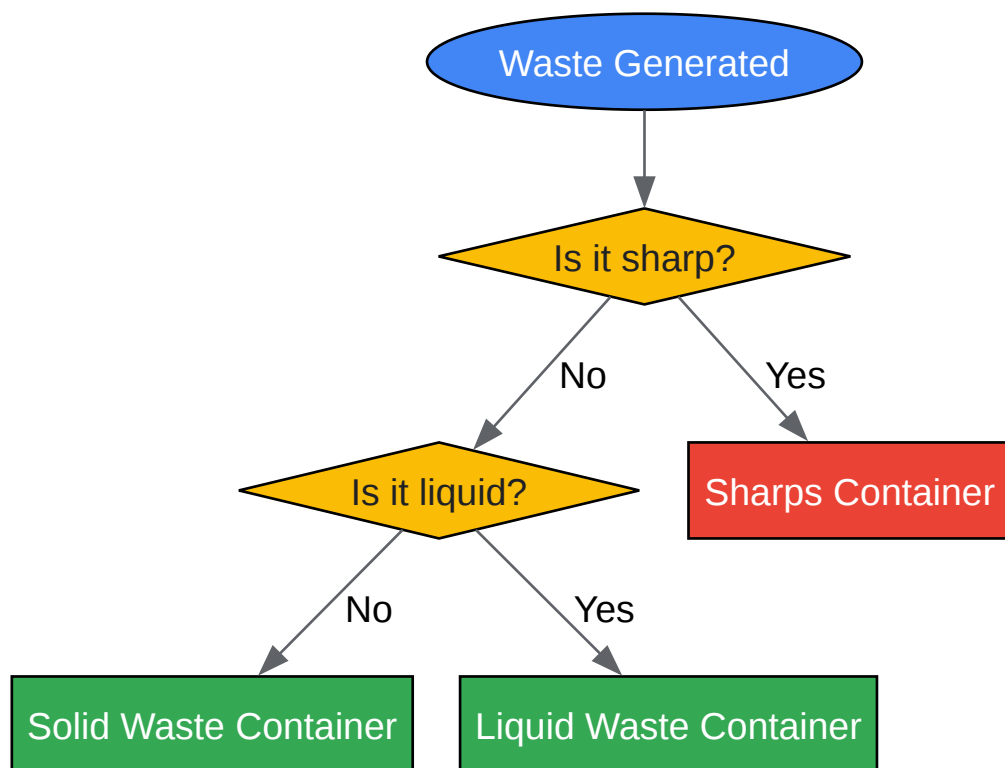 Waste Generated
Is it sharp?
No
Yes
Is it liquid?
Sharps Container
No
Yes
Solid Waste Container
Liquid Waste Container